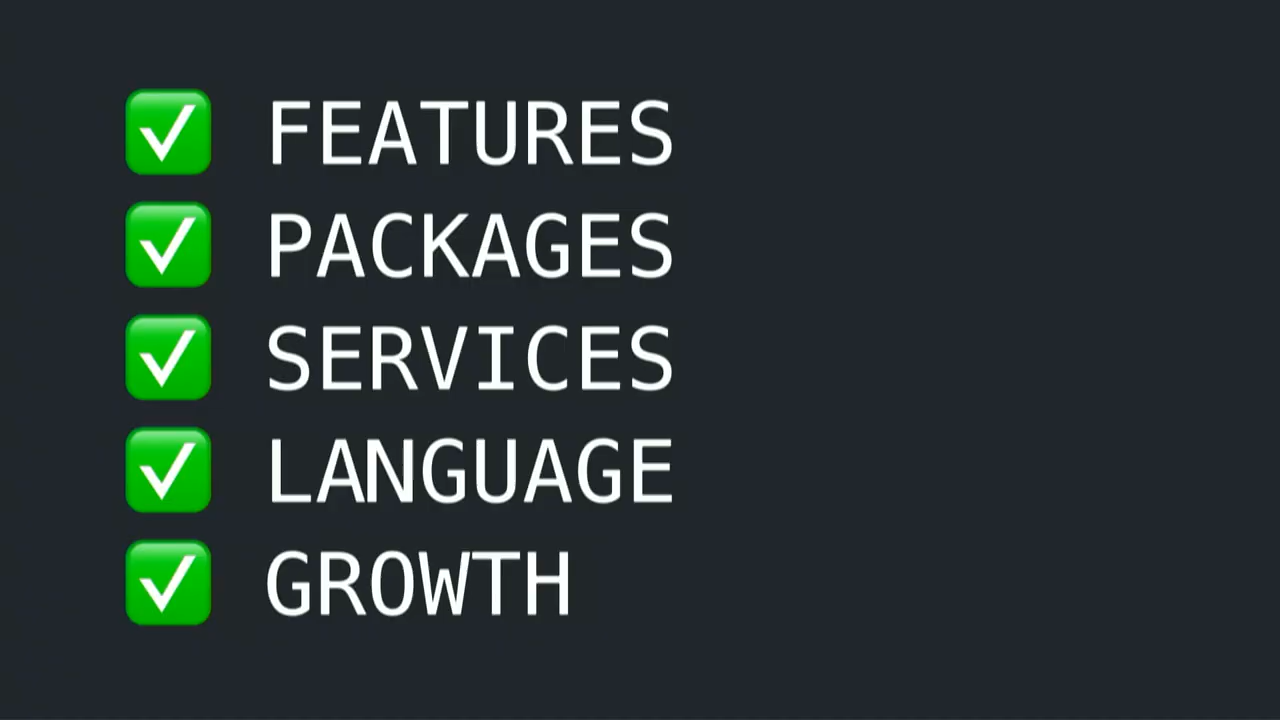 ✅ FEATURES
✅ PACKAGES
✅ SERVICES
✅ LANGUAGE
✅ GROWTH